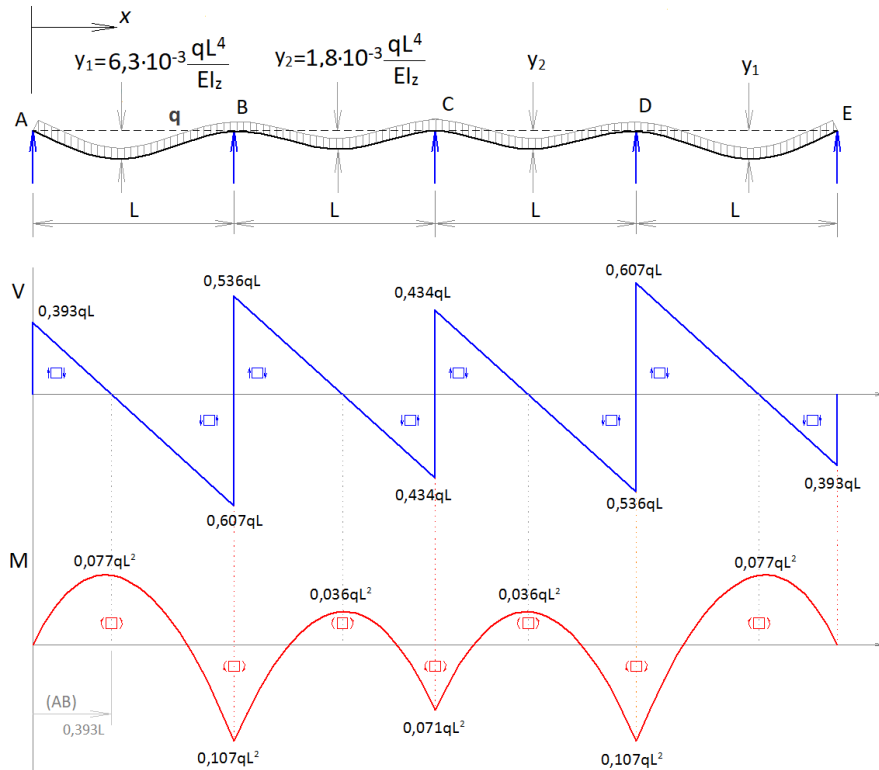 x
y₁=6,3·10⁻³ qL⁴/EI_z y₂=1,8·10⁻³ qL⁴/EI_z y₂ y₁
A q B C D E
L L L L
V
0,393qL 0,536qL 0,434qL 0,607qL
0,607qL 0,434qL 0,536qL 0,393qL
M
0,077qL² 0,036qL² 0,036qL² 0,077qL²
(AB)
0,393L
0,107qL² 0,071qL² 0,107qL²